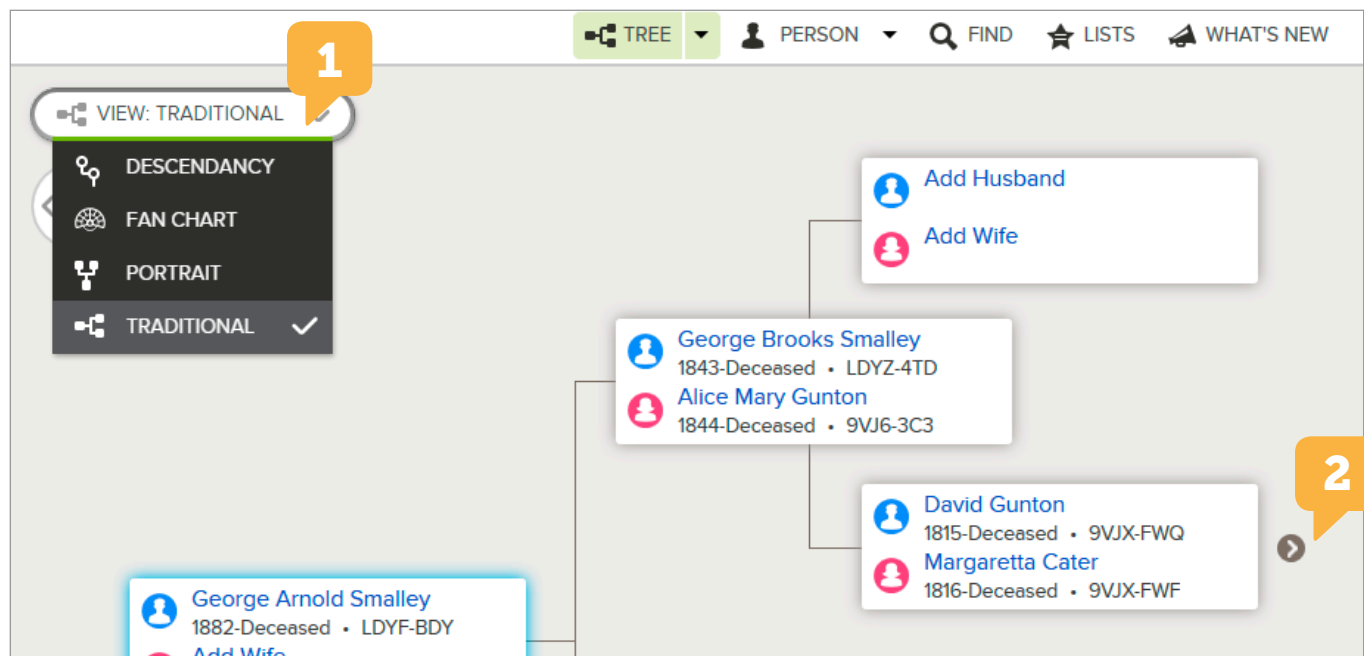 TREE PERSON FIND LISTS WHAT'S NEW
1
VIEW: TRADITIONAL
DESCENDANCY
FAN CHART
PORTRAIT
TRADITIONAL
Add Husband
Add Wife
George Brooks Smalley
1843-Deceased • LDYZ-4TD
Alice Mary Gunton
1844-Deceased • 9VJ6-3C3
2
David Gunton
1815-Deceased • 9VJX-FWQ
Margaretta Cater
1816-Deceased • 9VJX-FWF
George Arnold Smalley
1882-Deceased • LDYF-BDY
Add Wife